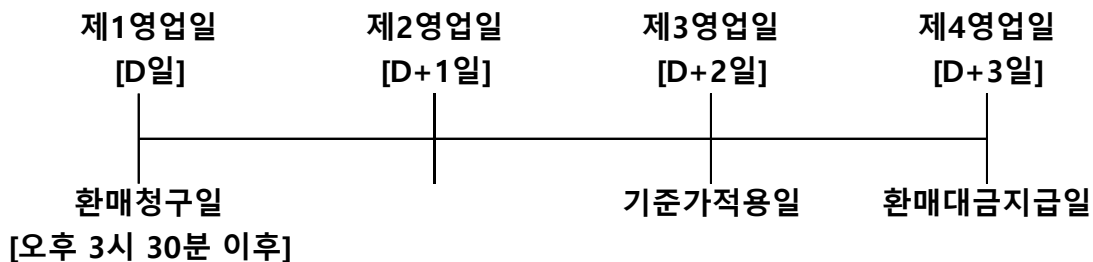 제1영업일 제2영업일 제3영업일 제4영업일
[D일] [D+1일] [D+2일] [D+3일]
환매청구일 기준가적용일 환매대금지급일
[오후 3시 30분 이후]